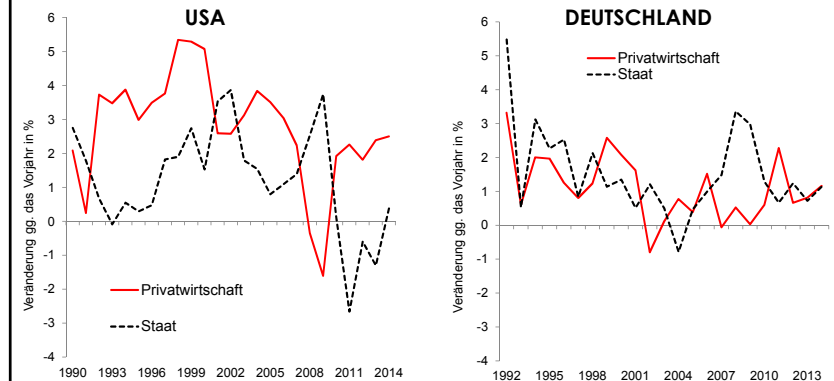 USA
Veränderung gg. das Vorjahr in %
6
5
4
3
2
1
0
-1
-2
-3
-4
Privatwirtschaft
Staat
1990 1993 1996 1999 2002 2005 2008 2011 2014
DEUTSCHLAND
Veränderung gg. das Vorjahr in %
6
5
4
3
2
1
0
-1
-2
-3
-4
Privatwirtschaft
Staat
1992 1995 1998 2001 2004 2007 2010 2013